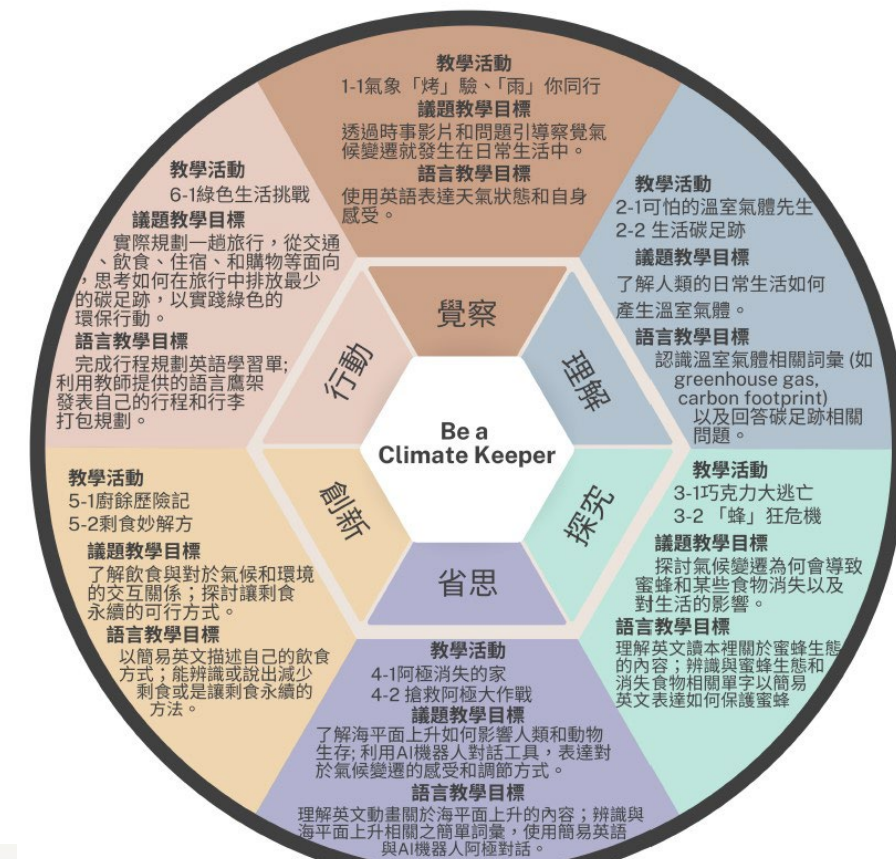 教學活動
1-1氣象「烤」驗、「雨」你同行
議題教學目標
透過時事影片和問題引導察覺氣
候變遷就發生在日常生活中。
語言教學目標
使用英語表達天氣狀態和自身
感受。
覺察
教學活動
2-1可怕的溫室氣體先生
2-2 生活碳足跡
議題教學目標
了解人類的日常生活如何
產生溫室氣體。
語言教學目標
認識溫室氣體相關詞彙 (如
greenhouse gas,
carbon footprint)
以及回答碳足跡相關
問題。
理解
教學活動
3-1巧克力大逃亡
3-2 「蜂」狂危機
議題教學目標
探討氣候變遷為何會導致
蜜蜂和某些食物消失以及
對生活的影響。
語言教學目標
理解英文讀本裡關於蜜蜂生態
的內容；辨識與蜜蜂生態和
消失食物相關單字以簡易
英文表達如何保護蜜蜂
探究
省思
教學活動
4-1阿極消失的家
4-2 搶救阿極大作戰
議題教學目標
了解海平面上升如何影響人類和動物
生存; 利用AI機器人對話工具，表達對
於氣候變遷的感受和調節方式。
語言教學目標
理解英文動畫關於海平面上升的內容；辨識與
海平面上升相關之簡單詞彙，使用簡易英語
與AI機器人阿極對話。
教學活動
5-1廚餘歷險記
5-2剩食妙解方
議題教學目標
了解飲食與對於氣候和環境
的交互關係；探討讓剩食
永續的可行方式。
語言教學目標
以簡易英文描述自己的飲食
方式；能辨識或說出減少
剩食或是讓剩食永續的
方法。
創新
教學活動
6-1綠色生活挑戰
議題教學目標
實際規劃一趟旅行，從交通
、飲食、住宿、和購物等面向
，思考如何在旅行中排放最少
的碳足跡，以實踐綠色的
環保行動。
語言教學目標
完成行程規劃英語學習單;
利用教師提供的語言鷹架
發表自己的行程和行李
打包規劃。
行動
Be a
Climate Keeper